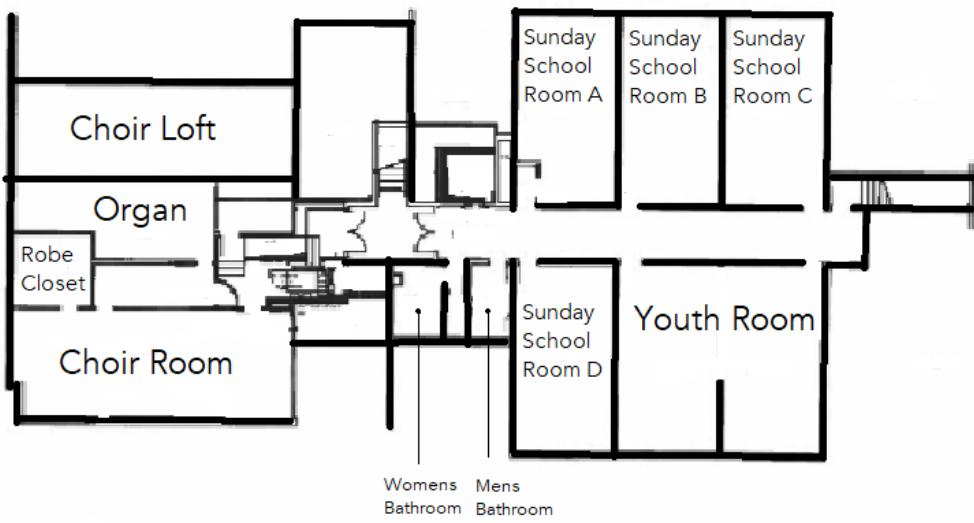 Sunday
School
Room A
Sunday
School
Room B
Sunday
School
Room C
Choir Loft
Organ
Robe
Closet
Choir Room
Sunday
School
Room D
Youth Room
Womens
Bathroom
Mens
Bathroom